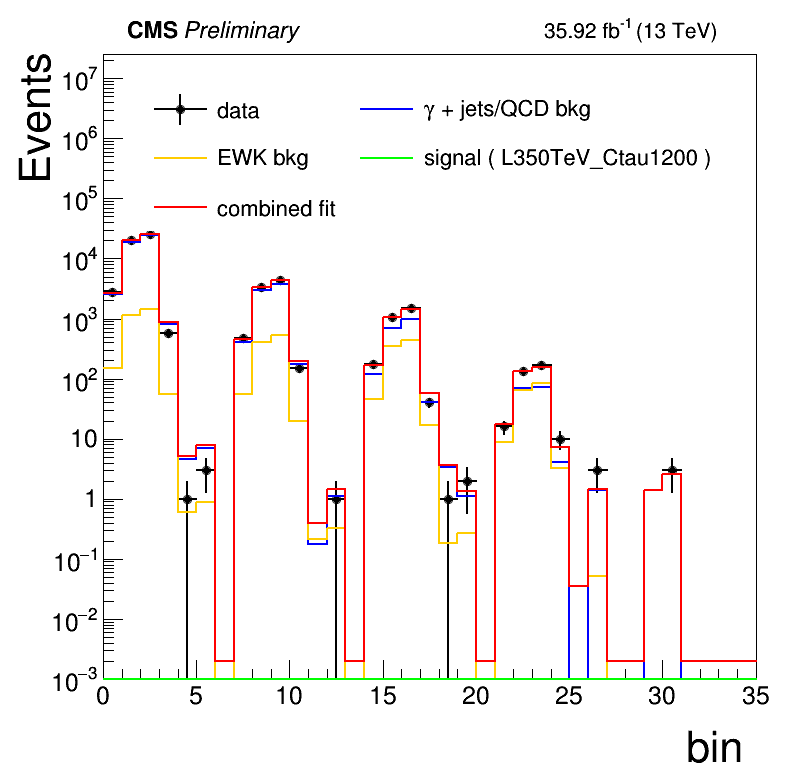 CMS Preliminary 35.92 fb⁻¹ (13 TeV)
Events
10⁷
10⁶
10⁵
10⁴
10³
10²
10
1
10⁻¹
10⁻²
10⁻³
data
γ + jets/QCD bkg
EWK bkg
signal ( L350TeV_Ctau1200 )
combined fit
0 5 10 15 20 25 30 35
bin